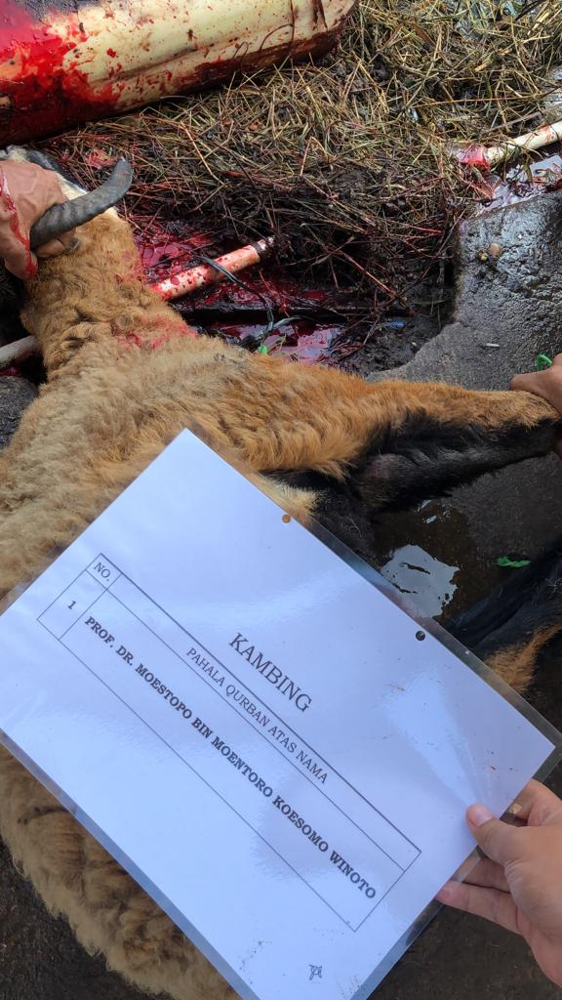 KAMBING
NO.
PAHALA QURBAN ATAS NAMA
1
PROF. DR. MOESTOPO BIN MOENTORO KOESOMO WINOTO